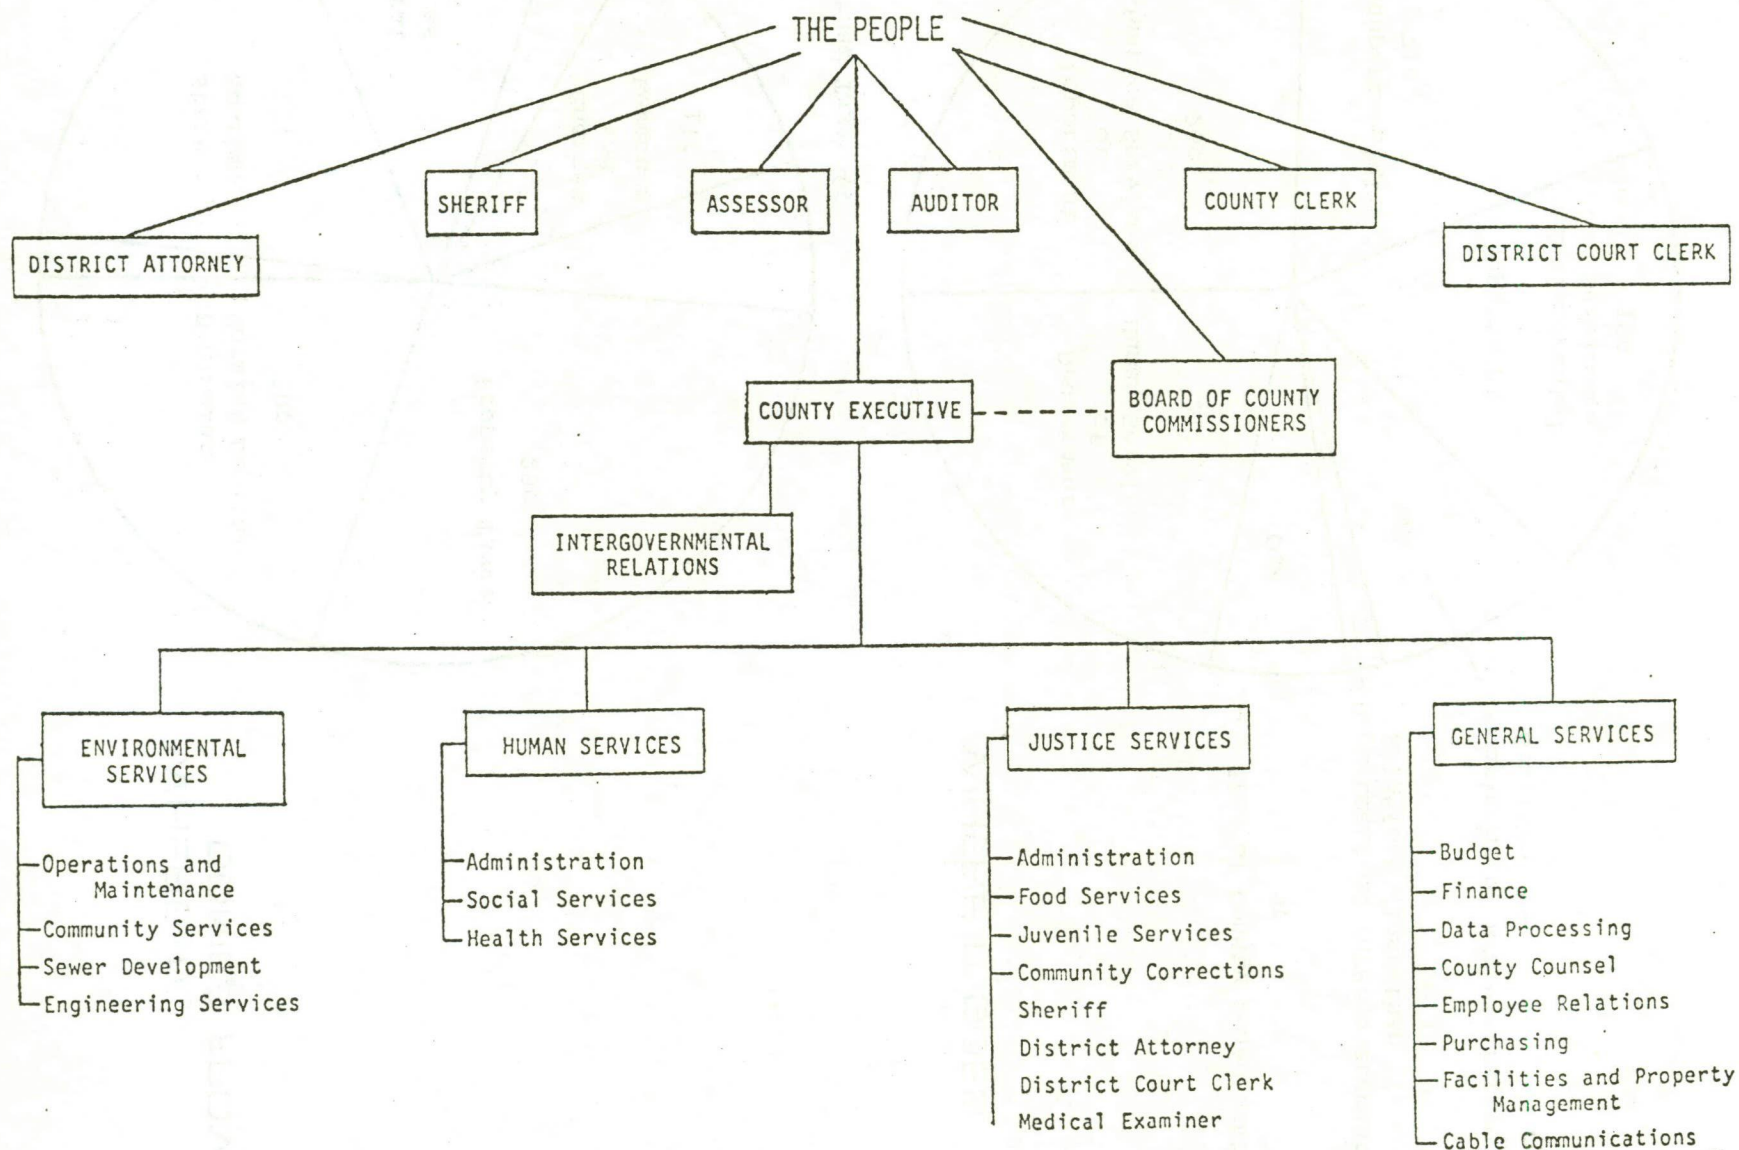 THE PEOPLE
SHERIFF
ASSESSOR
AUDITOR
COUNTY CLERK
DISTRICT ATTORNEY
DISTRICT COURT CLERK
COUNTY EXECUTIVE
BOARD OF COUNTY
COMMISSIONERS
INTERGOVERNMENTAL
RELATIONS
ENVIRONMENTAL
SERVICES
Operations and
Maintenance
Community Services
Sewer Development
Engineering Services
HUMAN SERVICES
Administration
Social Services
Health Services
JUSTICE SERVICES
Administration
Food Services
Juvenile Services
Community Corrections
Sheriff
District Attorney
District Court Clerk
Medical Examiner
GENERAL SERVICES
Budget
Finance
Data Processing
County Counsel
Employee Relations
Purchasing
Facilities and Property
Management
Cable Communications